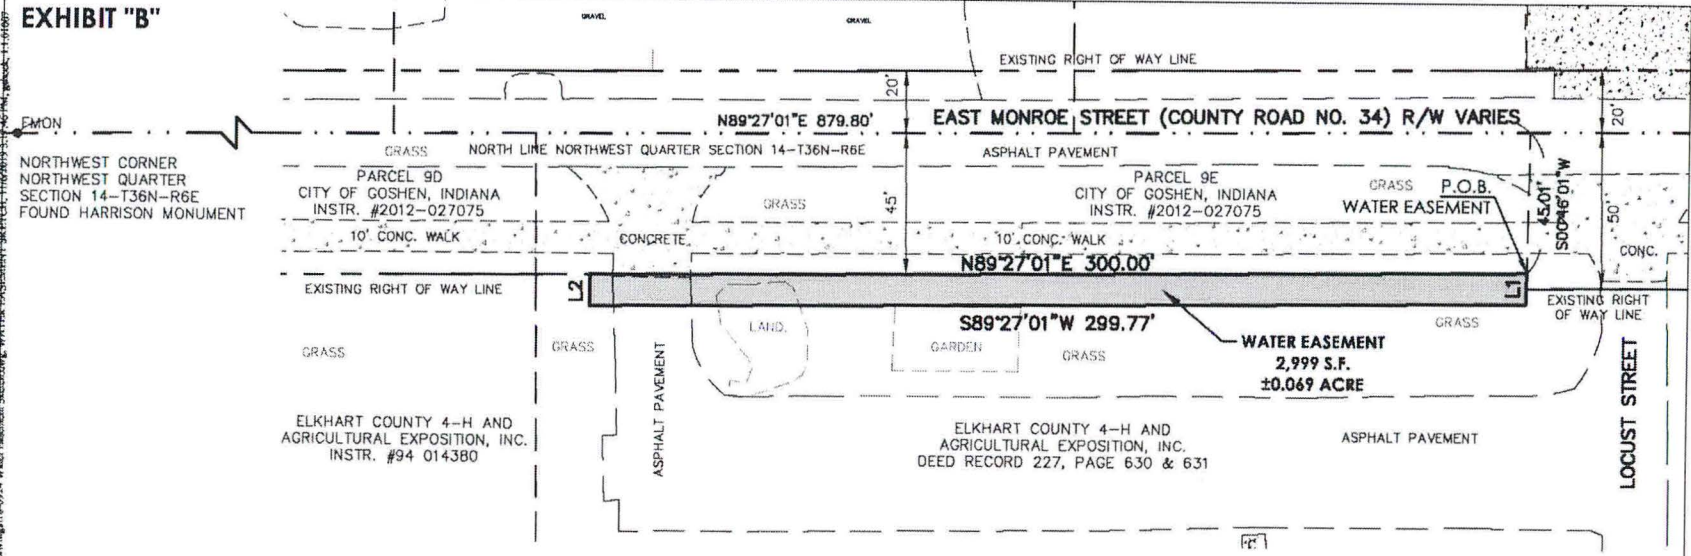 EXHIBIT "B"
GRAVEL
GRAVEL
EXISTING RIGHT OF WAY LINE
20'
20'
FMON
N89°27'01"E 879.80'
EAST MONROE STREET (COUNTY ROAD NO. 34) R/W VARIES
GRASS
NORTH LINE NORTHWEST QUARTER SECTION 14-T36N-R6E
ASPHALT PAVEMENT
NORTHWEST CORNER
NORTHWEST QUARTER
SECTION 14-T36N-R6E
FOUND HARRISON MONUMENT
PARCEL 9D
CITY OF GOSHEN, INDIANA
INSTR. #2012-027075
GRASS
45'
PARCEL 9E
CITY OF GOSHEN, INDIANA
INSTR. #2012-027075
GRASS
P.O.B.
WATER EASEMENT
45.01'
S00°46'01"W
50'
10' CONC. WALK
CONCRETE
10' CONC. WALK
CONC.
N89°27'01"E 300.00'
EXISTING RIGHT OF WAY LINE
L2
L1
EXISTING RIGHT
OF WAY LINE
S89°27'01"W 299.77'
GRASS
LAND.
GRASS
GRASS
GARDEN
GRASS
WATER EASEMENT
2,999 S.F.
±0.069 ACRE
ASPHALT PAVEMENT
LOCUST STREET
ELKHART COUNTY 4-H AND
AGRICULTURAL EXPOSITION, INC.
INSTR. #94 014380
ELKHART COUNTY 4-H AND
AGRICULTURAL EXPOSITION, INC.
DEED RECORD 227, PAGE 630 & 631
ASPHALT PAVEMENT